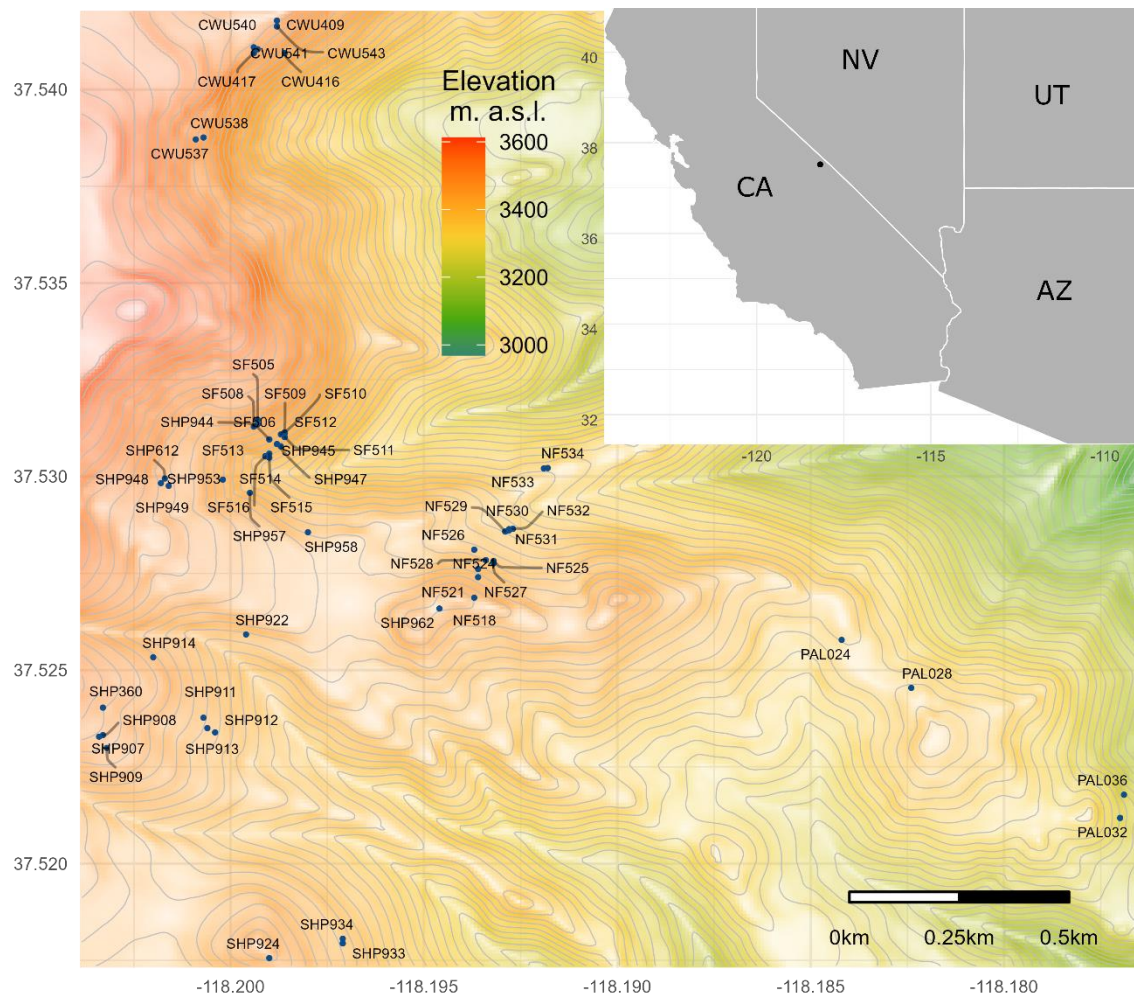 CWU540
CWU409
CWU541
CWU543
CWU417
CWU416
CWU538
CWU537
Elevation
m. a.s.l.
3600
3400
3200
3000
NV
UT
CA
AZ
40
38
36
34
32
-120
-115
-110
37.540
37.535
37.530
37.525
37.520
SF505
SF508
SF509
SF510
SHP944
SF506
SF512
SHP612
SF513
SHP945
SF511
SHP948
SHP953
SHP947
SF514
SHP949
SF516
SF515
SHP957
SHP958
NF534
NF533
NF529
NF530
NF532
NF526
NF531
NF528
NF524
NF525
NF521
NF527
SHP962
NF518
SHP922
SHP914
PAL024
PAL028
SHP360
SHP911
SHP908
SHP912
SHP907
SHP913
SHP909
PAL036
PAL032
SHP934
SHP924
SHP933
0km
0.25km
0.5km
-118.200
-118.195
-118.190
-118.185
-118.180